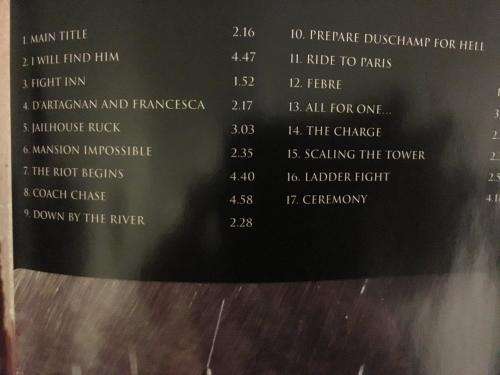 1. MAIN TITLE 2.16
2. I WILL FIND HIM 4.47
3. FIGHT INN 1.52
4. D'ARTAGNAN AND FRANCESCA 2.17
5. JAILHOUSE RUCK 3.03
6. MANSION IMPOSSIBLE 2.35
7. THE RIOT BEGINS 4.40
8. COACH CHASE 4.58
9. DOWN BY THE RIVER 2.28
10. PREPARE DUSCHAMP FOR HELL
11. RIDE TO PARIS
12. FEBRE
13. ALL FOR ONE...
14. THE CHARGE
15. SCALING THE TOWER
16. LADDER FIGHT
17. CEREMONY